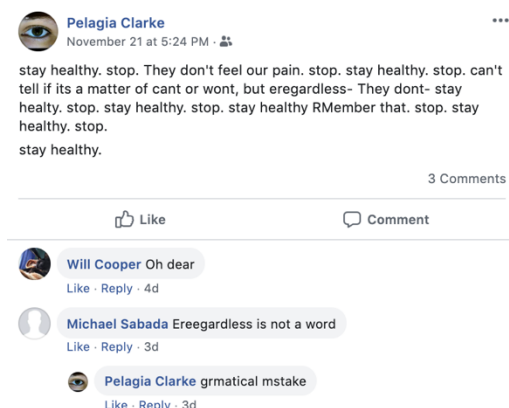 Pelagia Clarke
November 21 at 5:24 PM ·
stay healthy. stop. They don't feel our pain. stop. stay healthy. stop. can't
tell if its a matter of cant or wont, but eregardless- They dont- stay
healty. stop. stay healthy. stop. stay healthy RMember that. stop. stay
healthy. stop.
stay healthy.
3 Comments
Like Comment
Will Cooper Oh dear
Like · Reply · 4d
Michael Sabada Ereegardless is not a word
Like · Reply · 3d
Pelagia Clarke grmatical mstake
Like · Reply · 3d